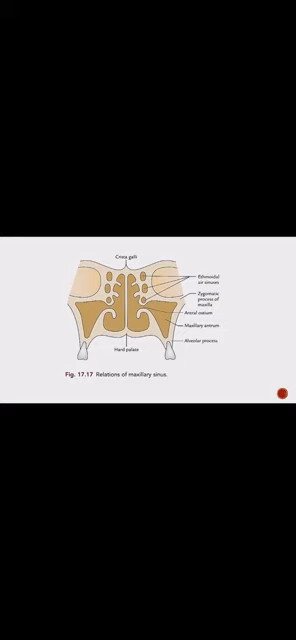 Crista galli
Ethmoidal
air sinuses
Zygomatic
process of
maxilla
Antral ostium
Maxillary antrum
Alveolar process
Hard palate
Fig. 17.17 Relations of maxillary sinus.